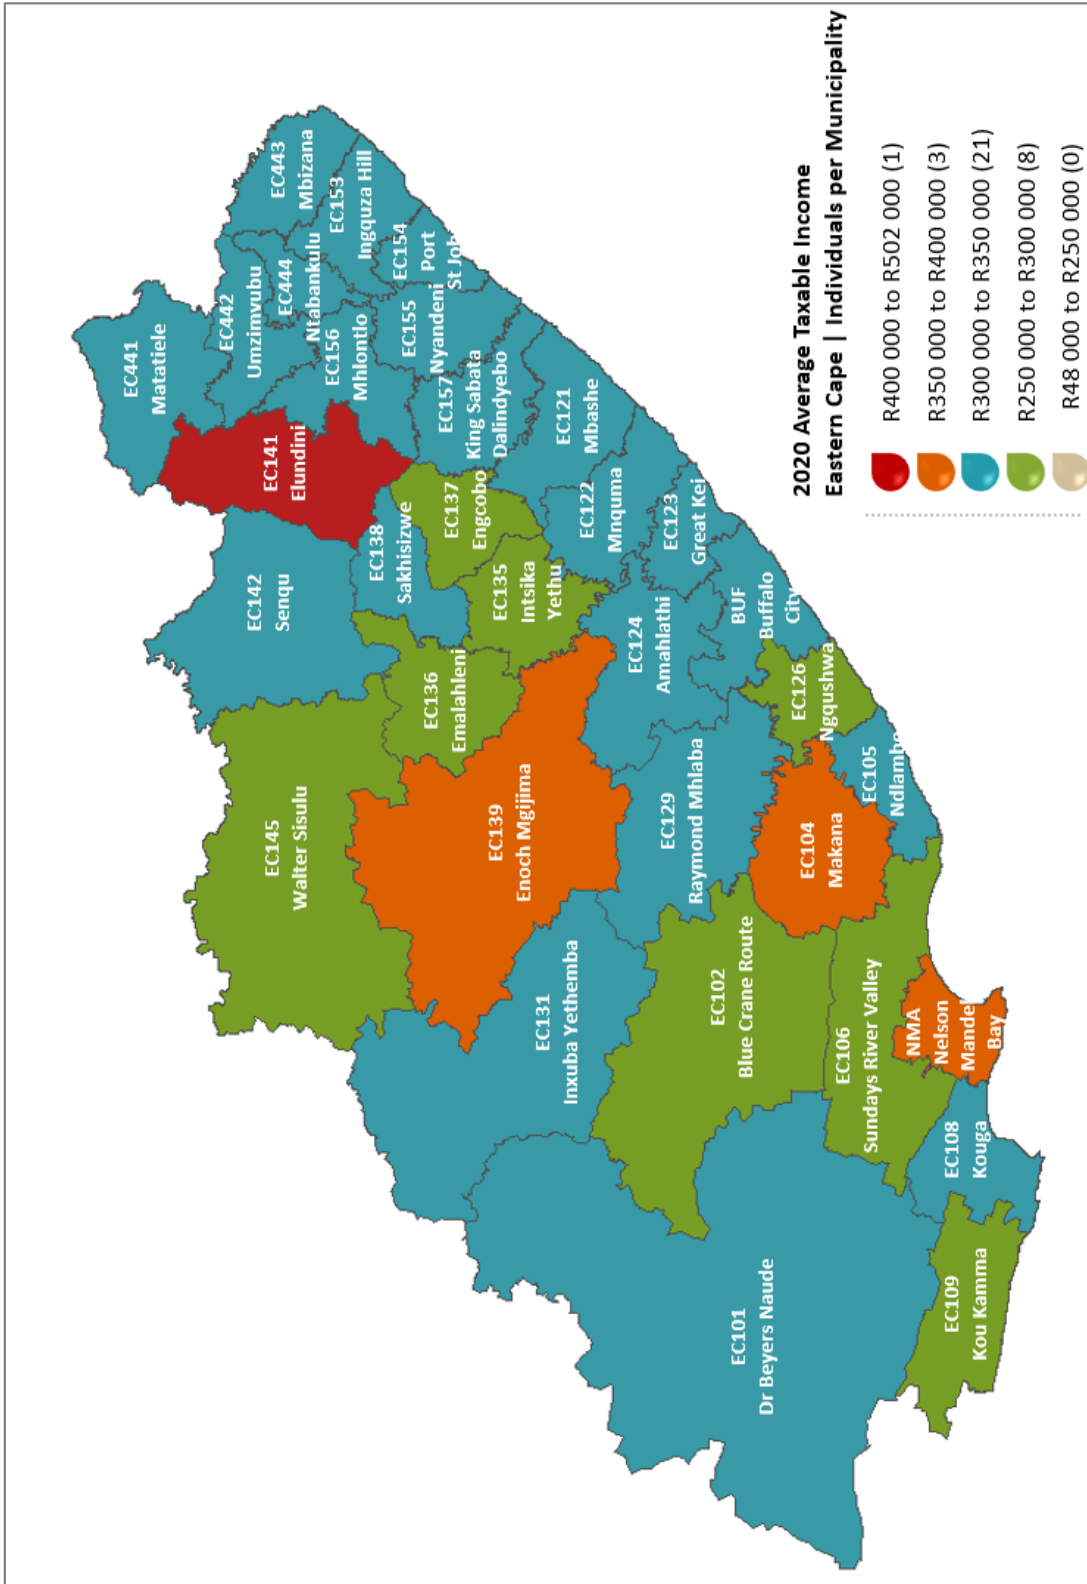 EC441
Matatiele
EC443
Mbizana
EC442
Umzimvubu
EC444
Ntabankulu
EC153
Ingquza Hill
EC154
Port
St Joh
EC156
Mhlontlo
EC155
Nyandeni
EC141
Elundini
EC157
King Sabata
Dalindyebo
EC142
Senqu
EC138
Sakhisizwe
EC137
Engcobo
EC121
Mbashe
EC135
Intsika
Yethu
EC122
Mnquma
EC123
Great Kei
EC145
Walter Sisulu
EC136
Emalahleni
EC124
Amahlathi
BUF
Buffalo
City
EC139
Enoch Mgijima
EC126
Ngqushwa
EC129
Raymond Mhlaba
EC105
Ndlambe
EC104
Makana
EC131
Inxuba Yethemba
EC102
Blue Crane Route
EC106
Sundays River Valley
NMA
Nelson
Mandel
Bay
EC101
Dr Beyers Naude
EC108
Kouga
EC109
Kou Kamma
2020 Average Taxable Income
Eastern Cape | Individuals per Municipality
R400 000 to R502 000 (1)
R350 000 to R400 000 (3)
R300 000 to R350 000 (21)
R250 000 to R300 000 (8)
R48 000 to R250 000 (0)